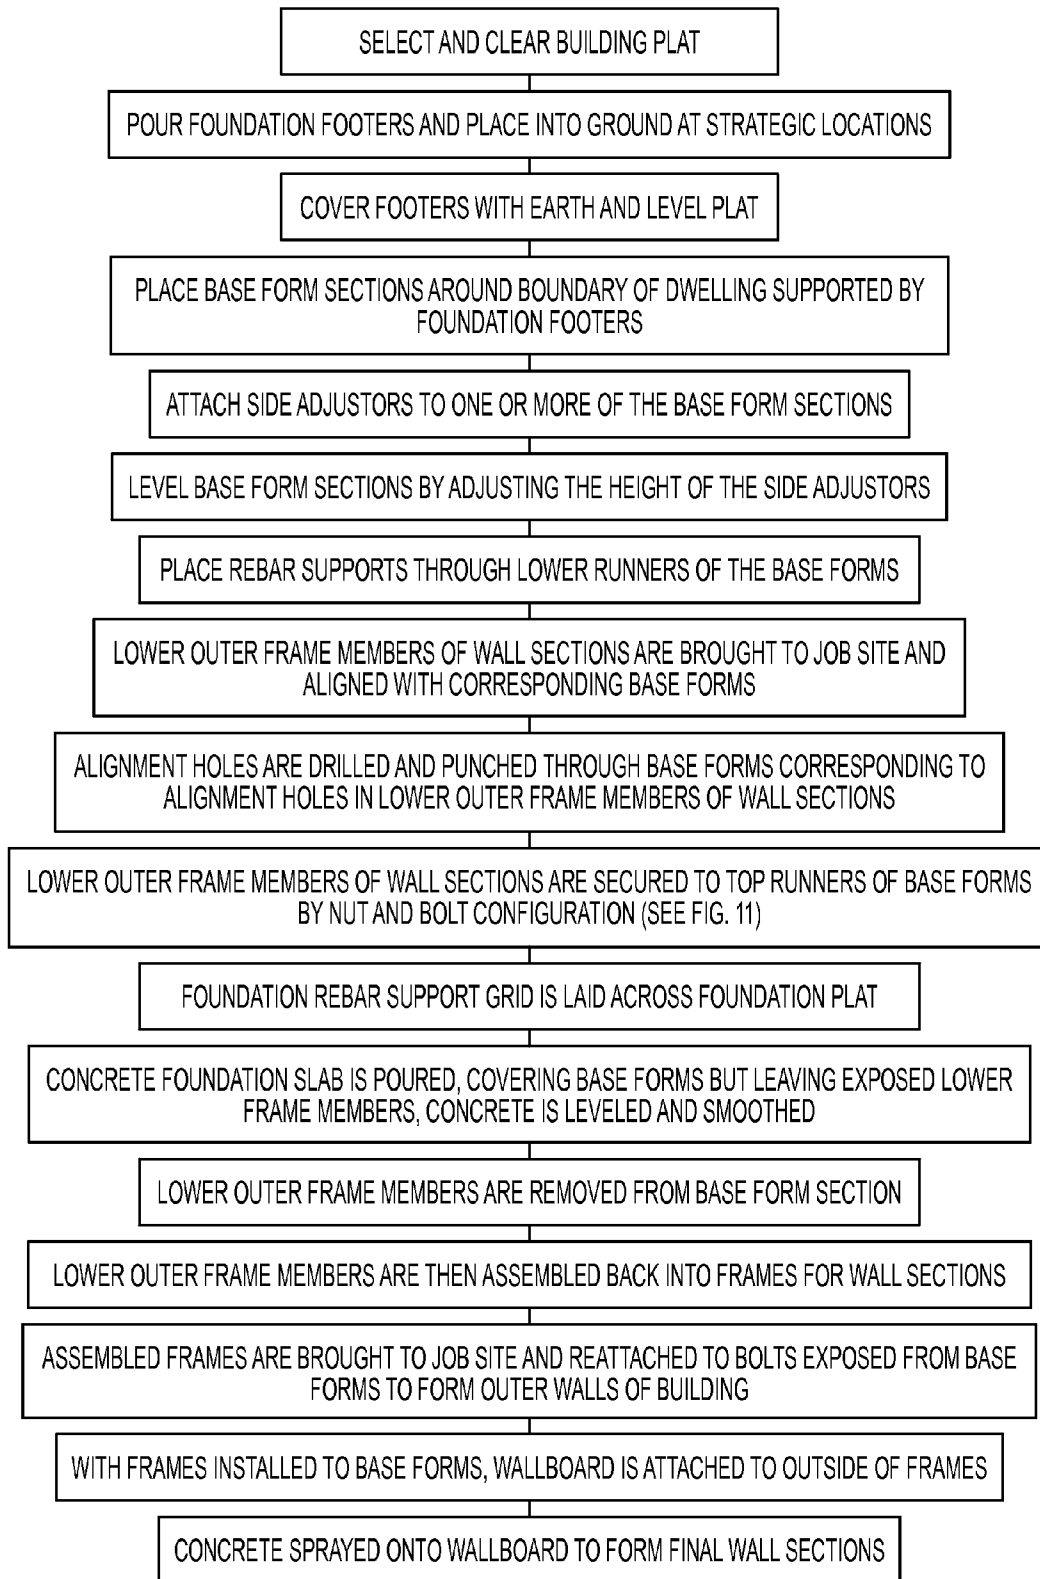 SELECT AND CLEAR BUILDING PLAT
POUR FOUNDATION FOOTERS AND PLACE INTO GROUND AT STRATEGIC LOCATIONS
COVER FOOTERS WITH EARTH AND LEVEL PLAT
PLACE BASE FORM SECTIONS AROUND BOUNDARY OF DWELLING SUPPORTED BY
FOUNDATION FOOTERS
ATTACH SIDE ADJUSTORS TO ONE OR MORE OF THE BASE FORM SECTIONS
LEVEL BASE FORM SECTIONS BY ADJUSTING THE HEIGHT OF THE SIDE ADJUSTORS
PLACE REBAR SUPPORTS THROUGH LOWER RUNNERS OF THE BASE FORMS
LOWER OUTER FRAME MEMBERS OF WALL SECTIONS ARE BROUGHT TO JOB SITE AND
ALIGNED WITH CORRESPONDING BASE FORMS
ALIGNMENT HOLES ARE DRILLED AND PUNCHED THROUGH BASE FORMS CORRESPONDING TO
ALIGNMENT HOLES IN LOWER OUTER FRAME MEMBERS OF WALL SECTIONS
LOWER OUTER FRAME MEMBERS OF WALL SECTIONS ARE SECURED TO TOP RUNNERS OF BASE FORMS
BY NUT AND BOLT CONFIGURATION (SEE FIG. 11)
FOUNDATION REBAR SUPPORT GRID IS LAID ACROSS FOUNDATION PLAT
CONCRETE FOUNDATION SLAB IS POURED, COVERING BASE FORMS BUT LEAVING EXPOSED LOWER
FRAME MEMBERS, CONCRETE IS LEVELED AND SMOOTHED
LOWER OUTER FRAME MEMBERS ARE REMOVED FROM BASE FORM SECTION
LOWER OUTER FRAME MEMBERS ARE THEN ASSEMBLED BACK INTO FRAMES FOR WALL SECTIONS
ASSEMBLED FRAMES ARE BROUGHT TO JOB SITE AND REATTACHED TO BOLTS EXPOSED FROM BASE
FORMS TO FORM OUTER WALLS OF BUILDING
WITH FRAMES INSTALLED TO BASE FORMS, WALLBOARD IS ATTACHED TO OUTSIDE OF FRAMES
CONCRETE SPRAYED ONTO WALLBOARD TO FORM FINAL WALL SECTIONS